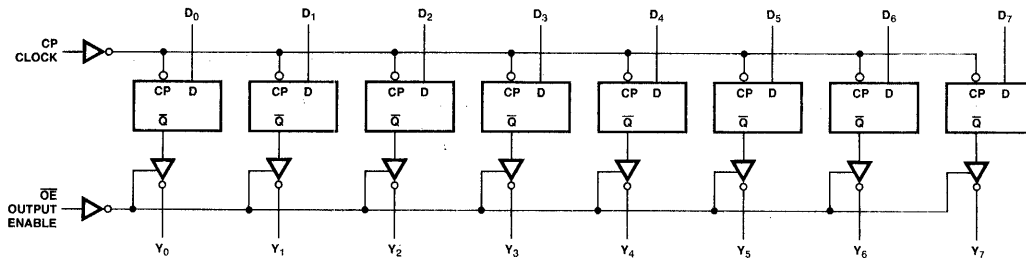 D₀ D₁ D₂ D₃ D₄ D₅ D₆ D₇
CP
CLOCK
CP D CP D CP D CP D CP D CP D CP D CP D
Q̅ Q̅ Q̅ Q̅ Q̅ Q̅ Q̅ Q̅
O̅E̅
OUTPUT
ENABLE
Y₀ Y₁ Y₂ Y₃ Y₄ Y₅ Y₆ Y₇